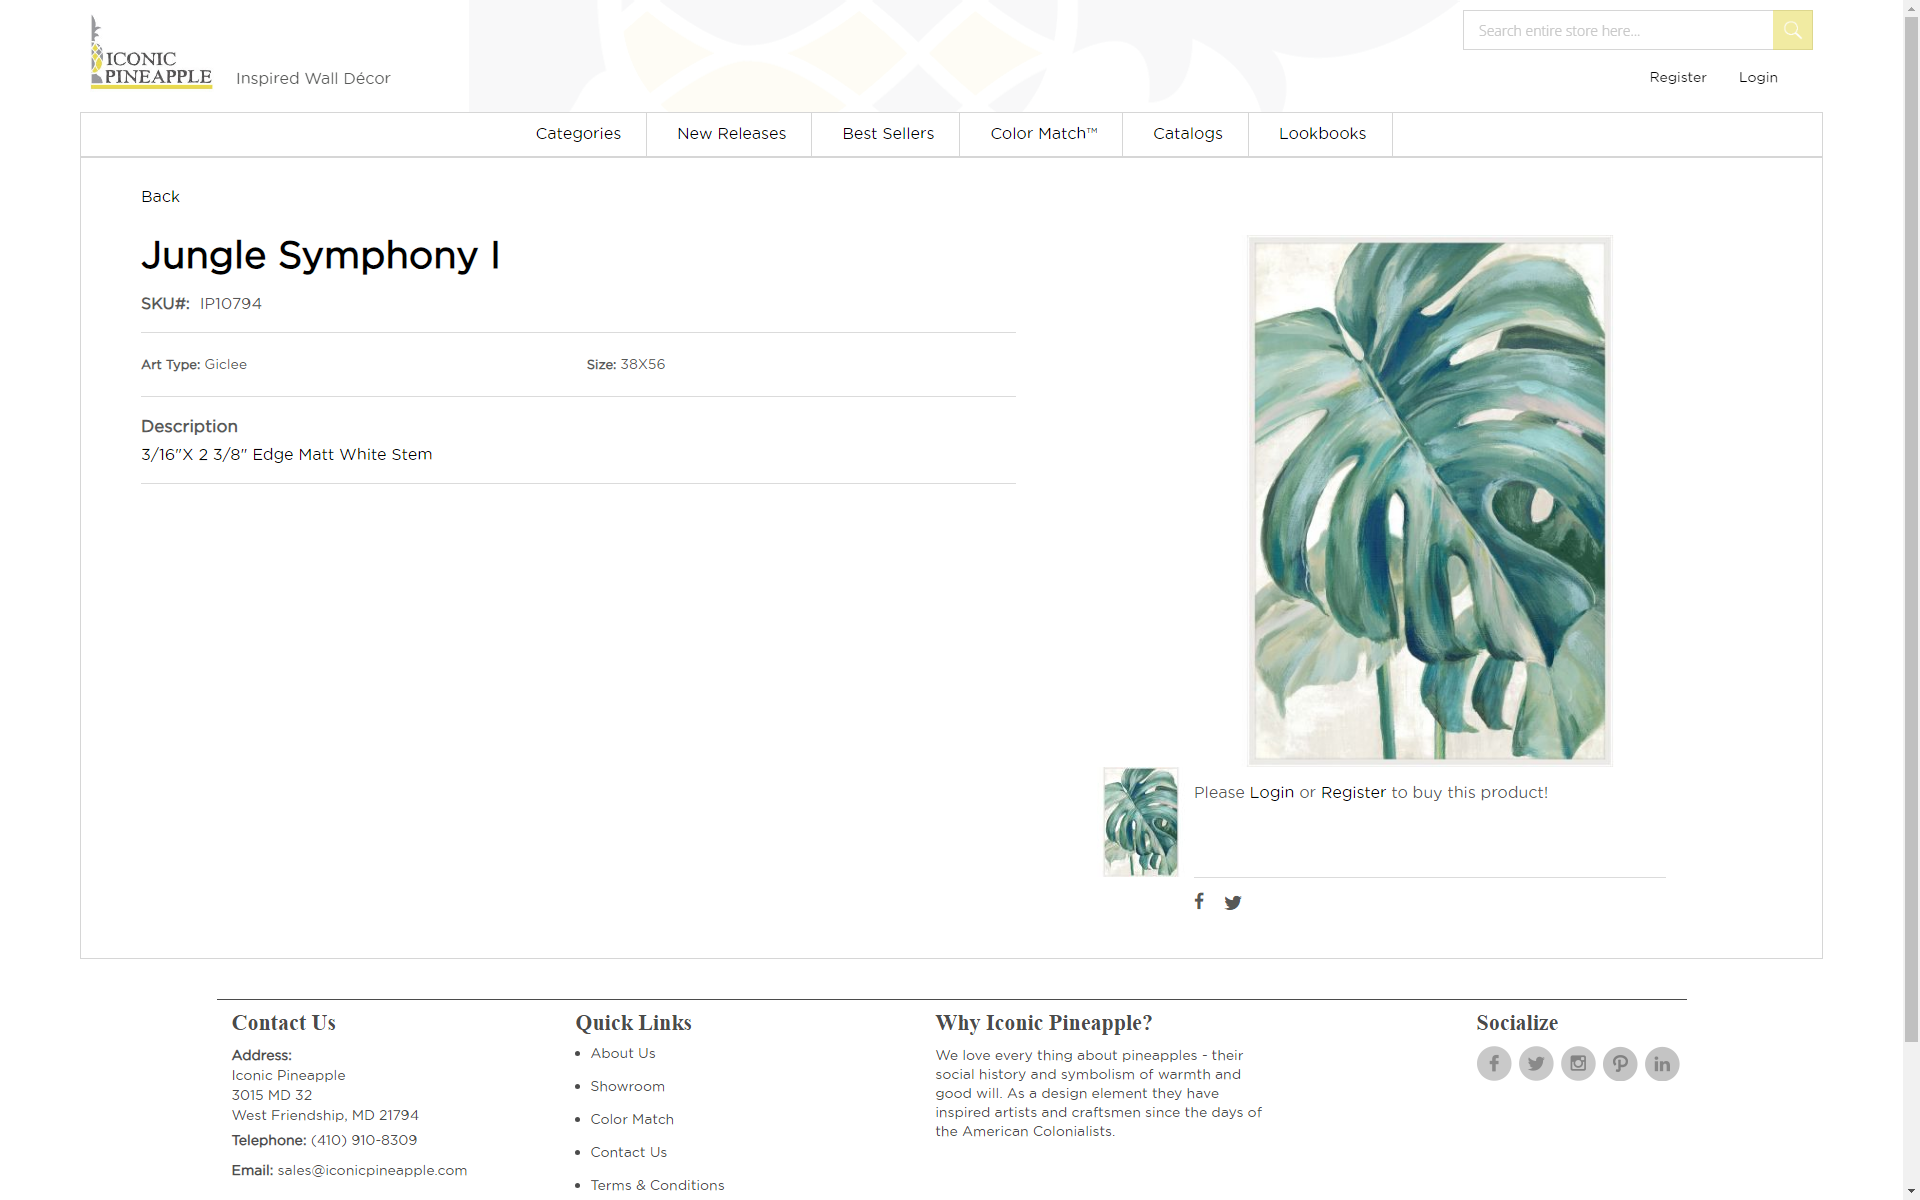 ICONIC
PINEAPPLE
Inspired Wall Décor
Search entire store here...
Register
Login
Categories
New Releases
Best Sellers
Color Match™
Catalogs
Lookbooks
Back
Jungle Symphony I
SKU#: IP10794
Art Type: Giclee
Size: 38X56
Description
3/16"X 2 3/8" Edge Matt White Stem
Please Login or Register to buy this product!
Contact Us
Address:
Iconic Pineapple
3015 MD 32
West Friendship, MD 21794
Telephone: (410) 910-8309
Email: sales@iconicpineapple.com
Quick Links
About Us
Showroom
Color Match
Contact Us
Terms & Conditions
Why Iconic Pineapple?
We love every thing about pineapples - their
social history and symbolism of warmth and
good will. As a design element they have
inspired artists and craftsmen since the days of
the American Colonialists.
Socialize